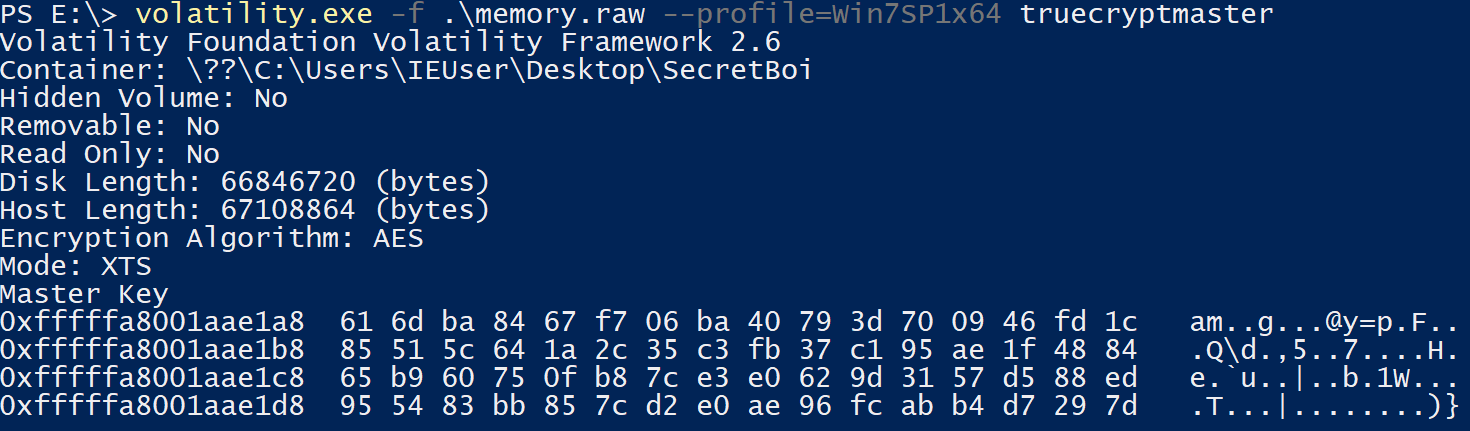 PS E:\> volatility.exe -f .\memory.raw --profile=Win7SP1x64 truecryptmaster
Volatility Foundation Volatility Framework 2.6
Container: \??\C:\Users\IEUser\Desktop\SecretBoi
Hidden Volume: No
Removable: No
Read Only: No
Disk Length: 66846720 (bytes)
Host Length: 67108864 (bytes)
Encryption Algorithm: AES
Mode: XTS
Master Key
0xfffffa8001aae1a8  61 6d ba 84 67 f7 06 ba 40 79 3d 70 09 46 fd 1c   am..g...@y=p.F..
0xfffffa8001aae1b8  85 51 5c 64 1a 2c 35 c3 fb 37 c1 95 ae 1f 48 84   .Q\d.,5..7....H.
0xfffffa8001aae1c8  65 b9 60 75 0f b8 7c e3 e0 62 9d 31 57 d5 88 ed   e.`u..|..b.1W...
0xfffffa8001aae1d8  95 54 83 bb 85 7c d2 e0 ae 96 fc ab b4 d7 29 7d   .T...|........)}